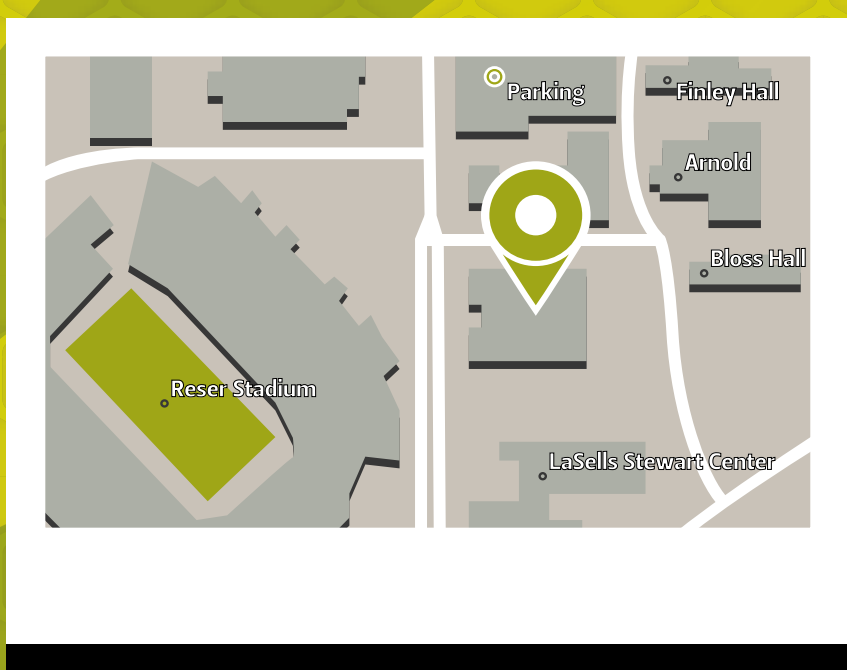 Parking
Finley Hall
Arnold
Bloss Hall
Reser Stadium
LaSells Stewart Center